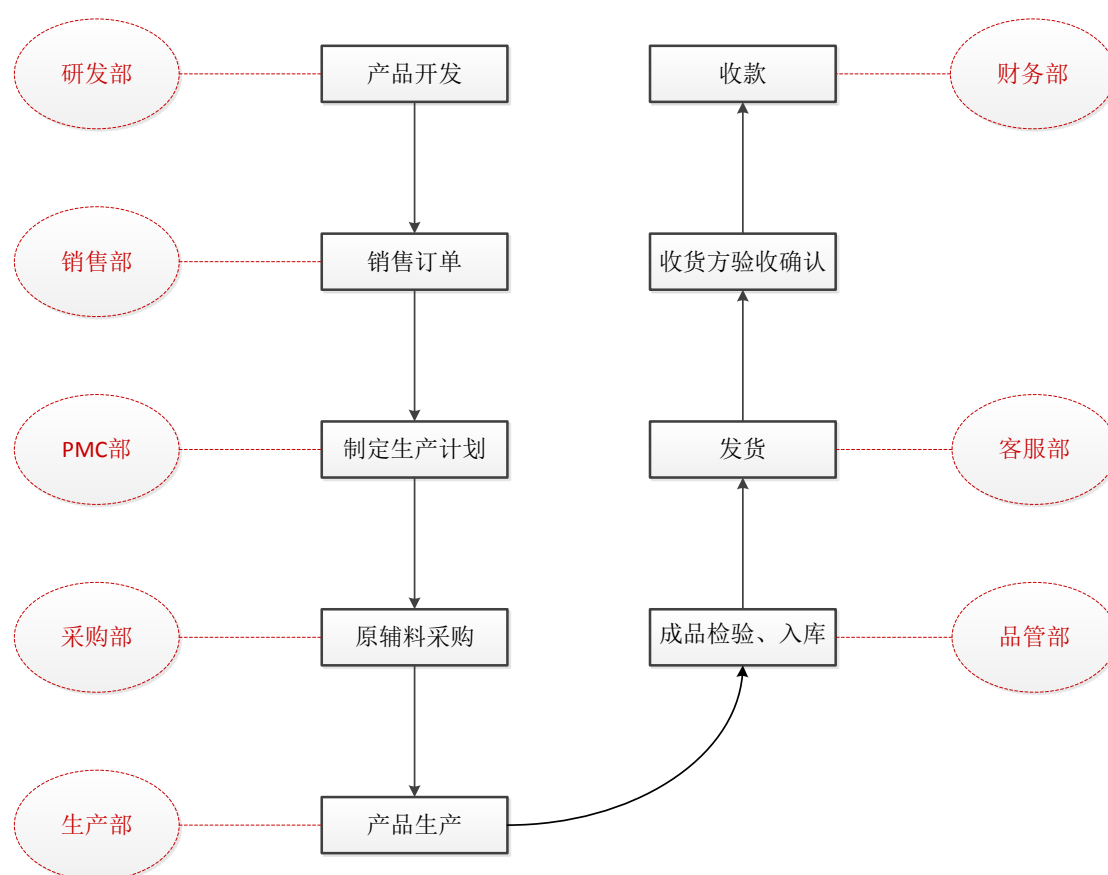 研发部
产品开发
收款
财务部
销售部
销售订单
收货方验收确认
PMC部
制定生产计划
发货
客服部
采购部
原辅料采购
成品检验、入库
品管部
生产部
产品生产